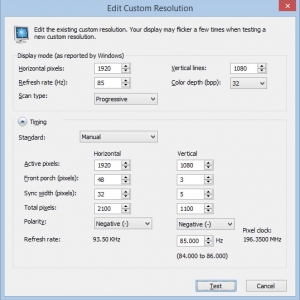 Edit Custom Resolution
Edit the existing custom resolution. Your display may flicker a few times when testing a
new custom resolution.
Display mode (as reported by Windows)
Horizontal pixels: 1920 Vertical lines: 1080
Refresh rate (Hz): 85 Color depth (bpp): 32
Scan type: Progressive
Timing
Standard: Manual
Horizontal Vertical
Active pixels: 1920 1080
Front porch (pixels): 48 3
Sync width (pixels): 32 5
Total pixels: 2100 1100
Polarity: Negative (-) Negative (-) Pixel clock:
Refresh rate: 93.50 KHz 85.000 Hz 196.3500 MHz
(84.000 to 86.000)
Test Cancel